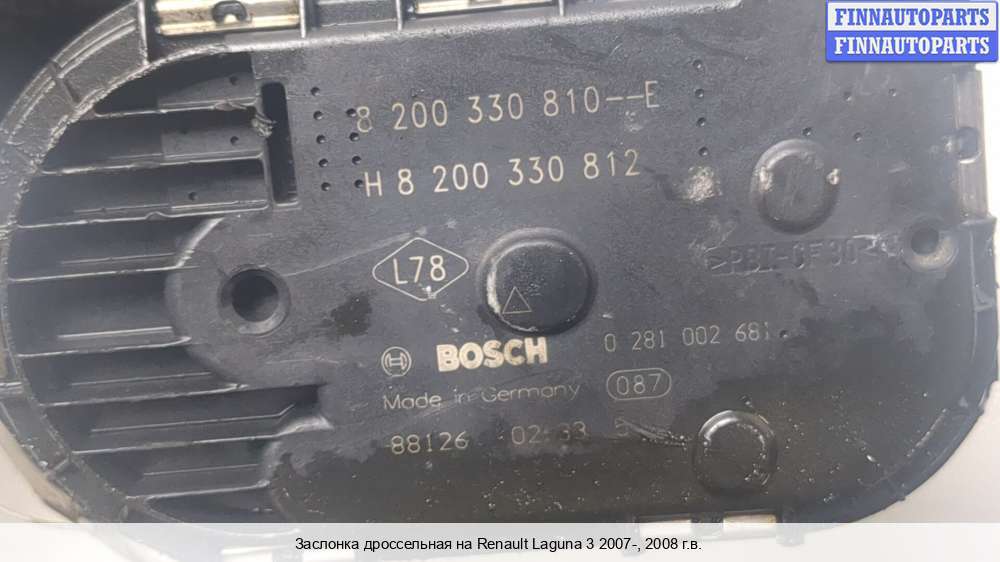 FINNAUTOPARTS
FINNAUTOPARTS
8 200 330 810--E
H 8 200 330 812
L78
BOSCH 0 281 002 681
Made in Germany 087
88126
Заслонка дроссельная на Renault Laguna 3 2007-, 2008 г.в.